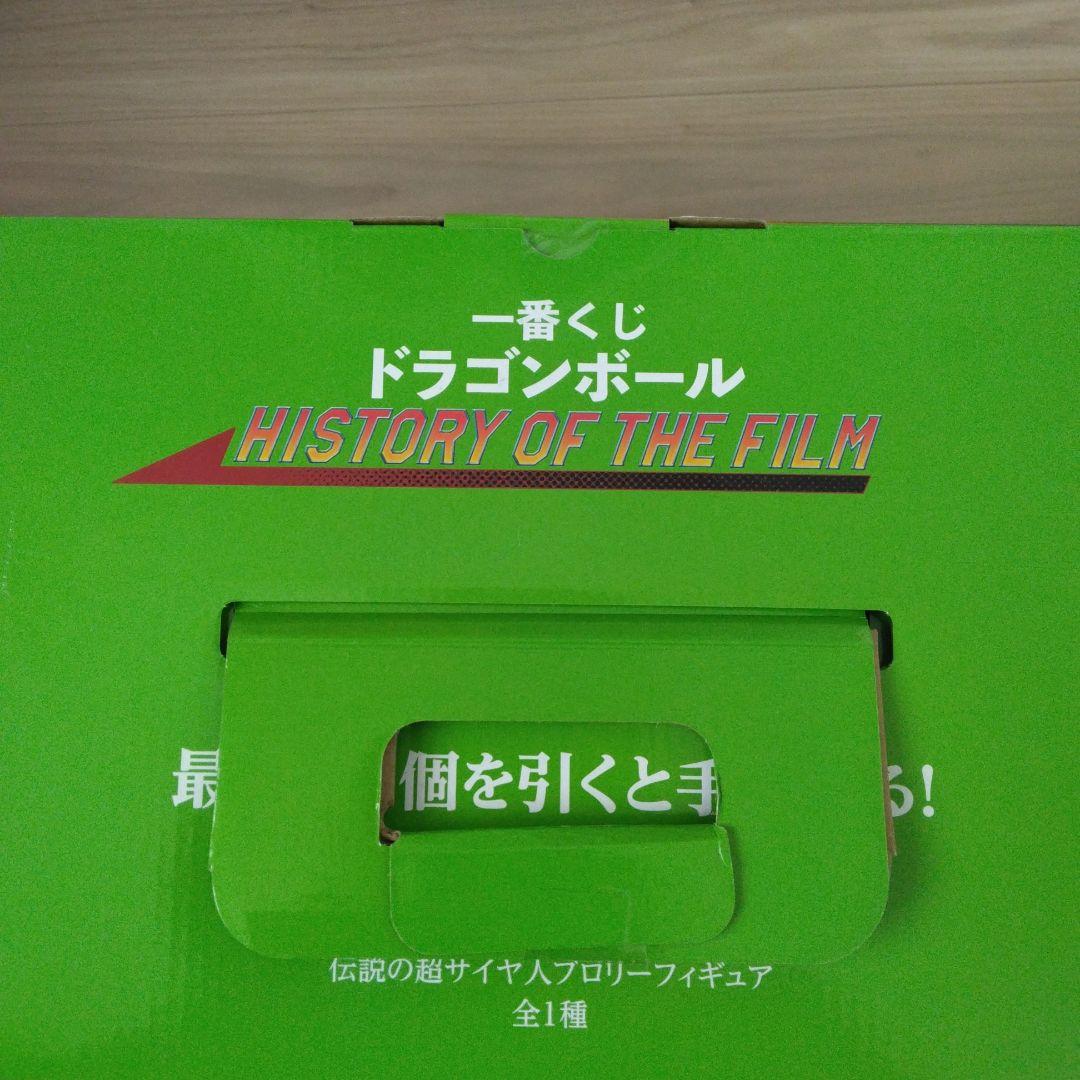 一番くじ
ドラゴンボール
HISTORY OF THE FILM
最 個を引くと手 る!
伝説の超サイヤ人ブロリーフィギュア
全1種